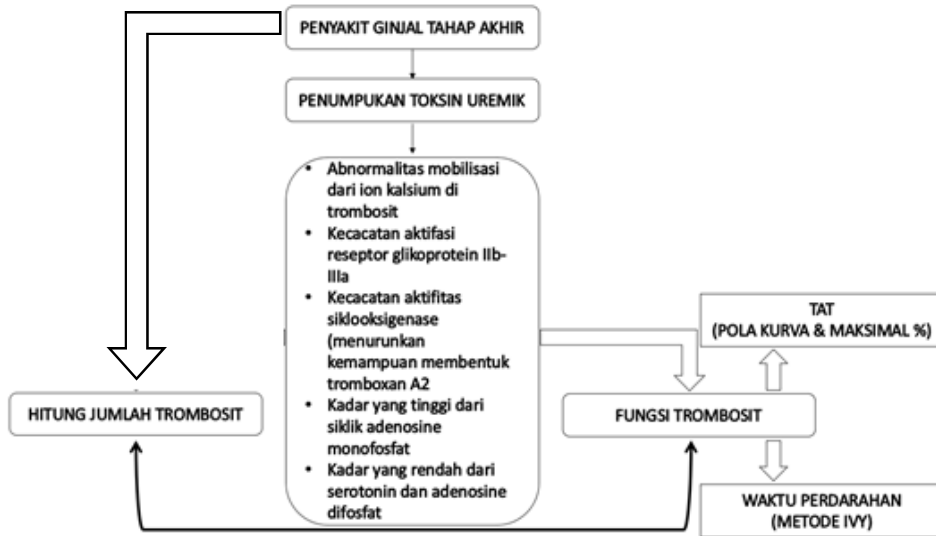 PENYAKIT GINJAL TAHAP AKHIR
PENUMPUKAN TOKSIN UREMIK
• Abnormalitas mobilisasi
dari ion kalsium di
trombosit
• Kecacatan aktifasi
reseptor glikoprotein IIb-
IIIa
• Kecacatan aktifitas
siklooksigenase
(menurunkan
kemampuan membentuk
tromboxan A2
• Kadar yang tinggi dari
siklik adenosine
monofosfat
• Kadar yang rendah dari
serotonin dan adenosine
difosfat
HITUNG JUMLAH TROMBOSIT
FUNGSI TROMBOSIT
TAT
(POLA KURVA & MAKSIMAL %)
WAKTU PERDARAHAN
(METODE IVY)